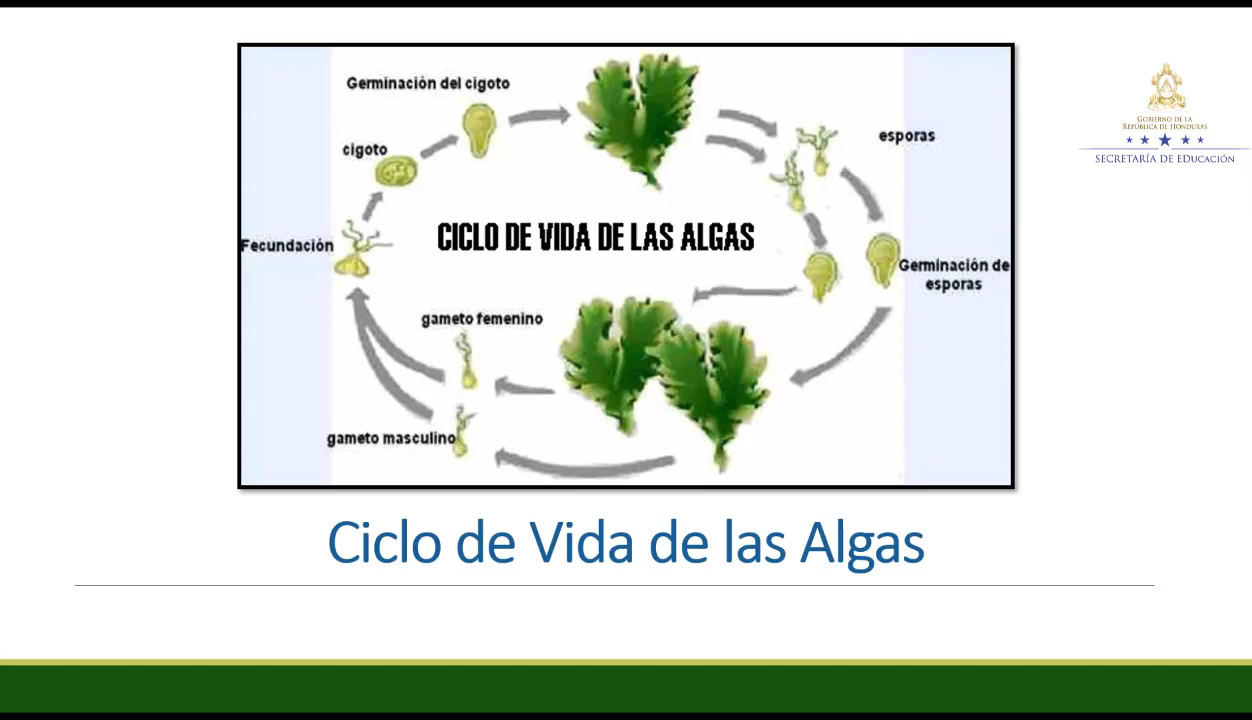 Germinación del cigoto
cigoto
esporas
Fecundación
CICLO DE VIDA DE LAS ALGAS
Germinación de
esporas
gameto femenino
gameto masculino
GOBIERNO DE LA
REPÚBLICA DE HONDURAS
SECRETARÍA DE EDUCACIÓN
Ciclo de Vida de las Algas